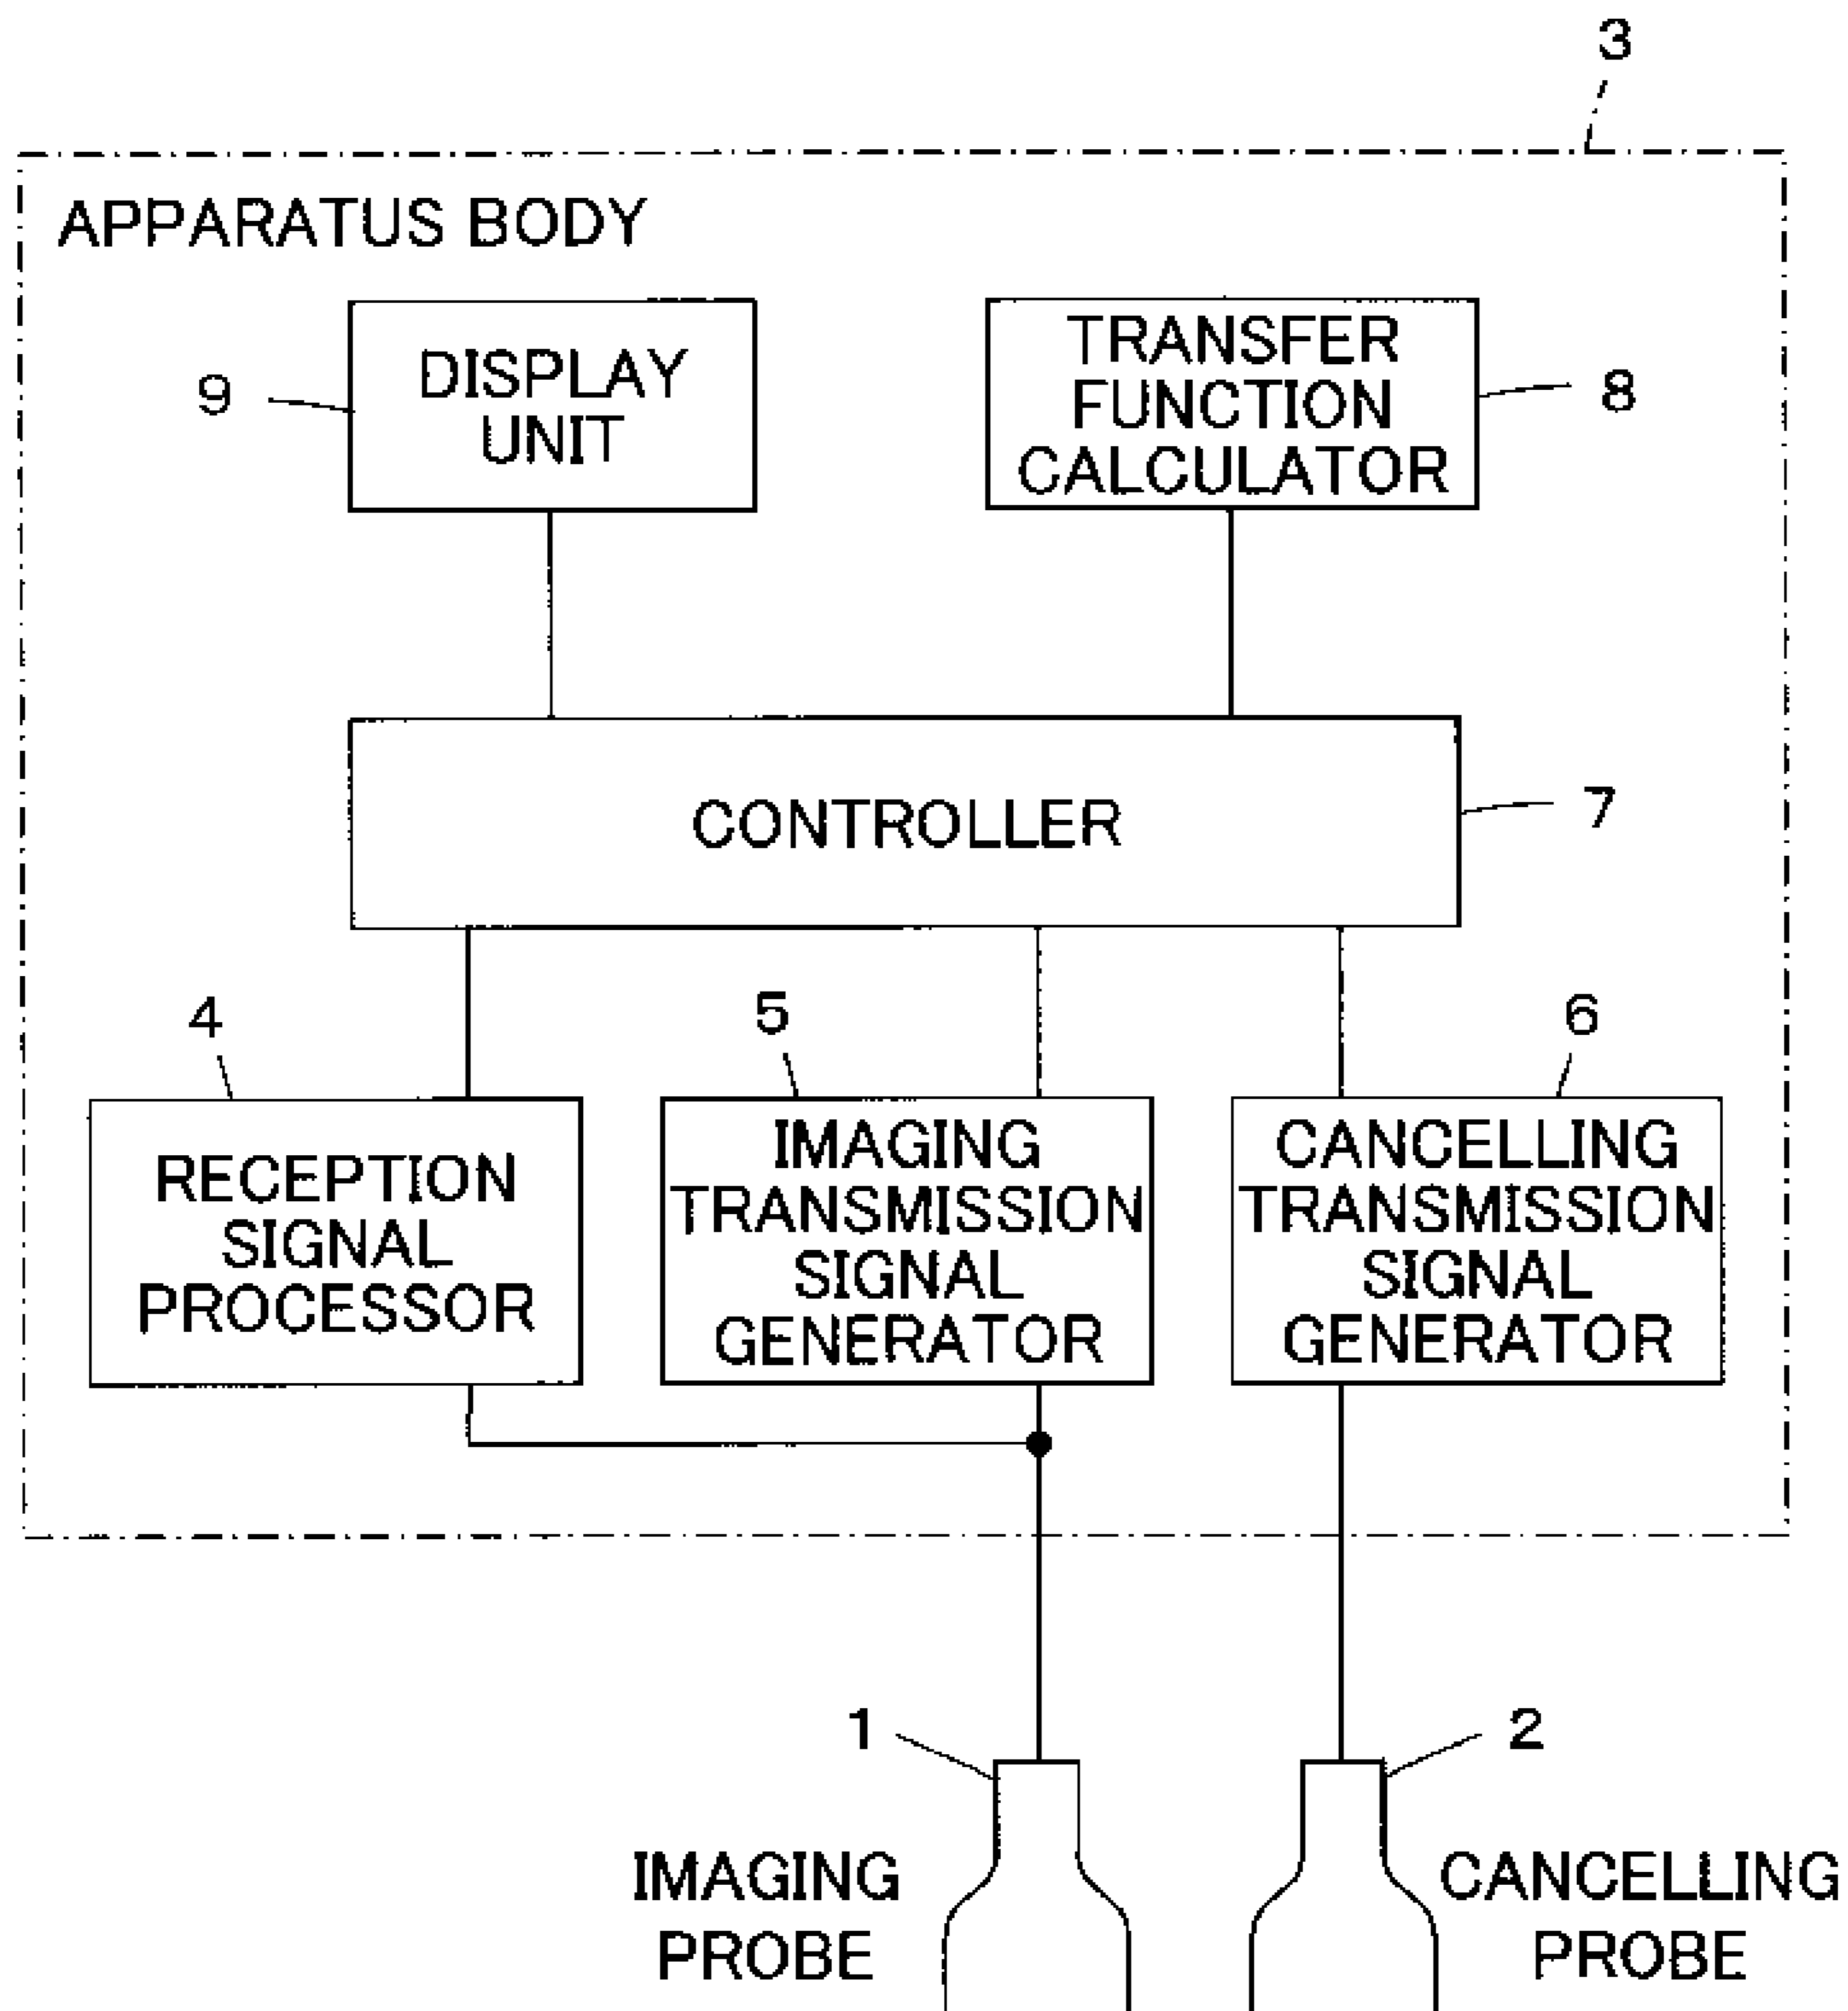 3
APPARATUS BODY
9
DISPLAY
UNIT
TRANSFER
FUNCTION
CALCULATOR
8
CONTROLLER
7
4
5
6
RECEPTION
SIGNAL
PROCESSOR
IMAGING
TRANSMISSION
SIGNAL
GENERATOR
CANCELLING
TRANSMISSION
SIGNAL
GENERATOR
1
2
IMAGING
PROBE
CANCELLING
PROBE